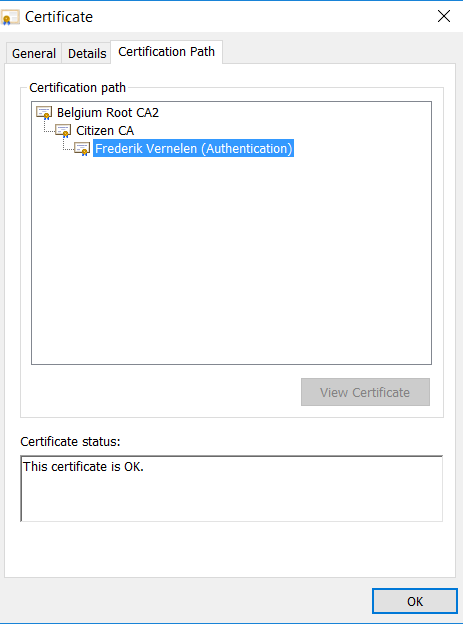 Certificate
General Details Certification Path
Certification path
Belgium Root CA2
Citizen CA
Frederik Vernelen (Authentication)
View Certificate
Certificate status:
This certificate is OK.
OK